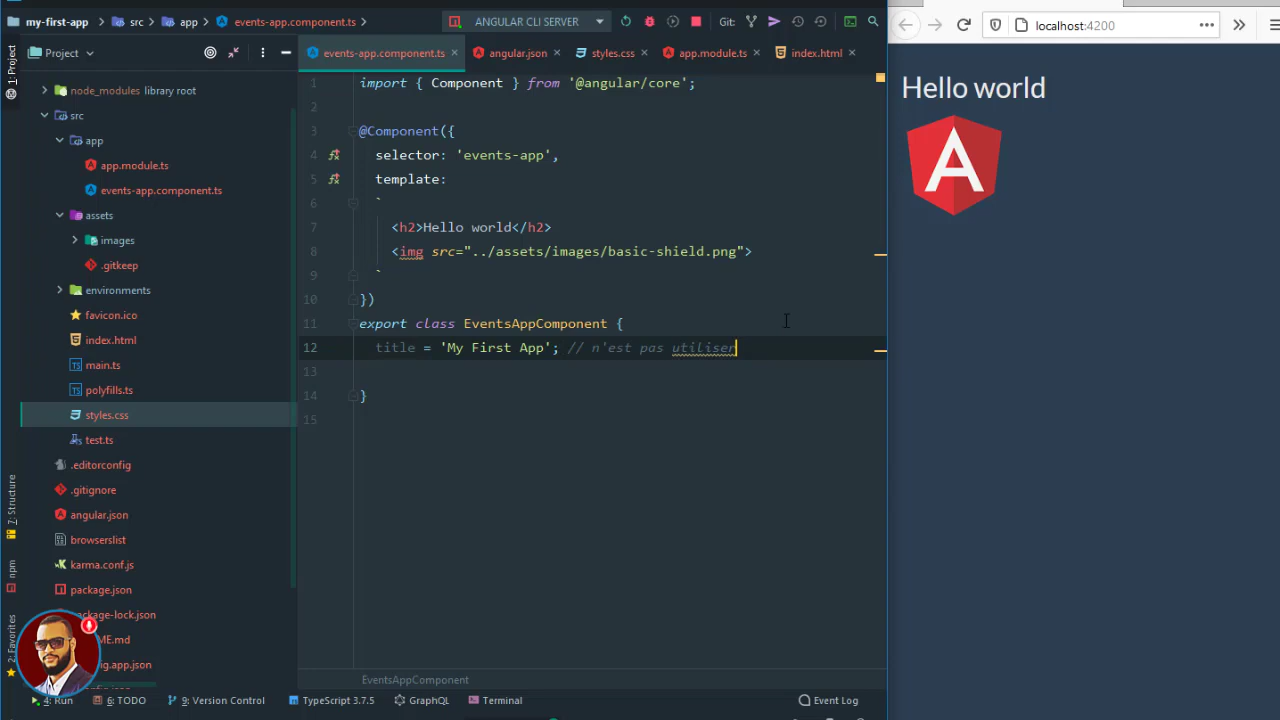 my-first-app src app events-app.component.ts ANGULAR CLI SERVER Git:
localhost:4200
Project events-app.component.ts angular.json styles.css app.module.ts index.html
1: Project
node_modules library root
src
app
app.module.ts
events-app.component.ts
assets
images
.gitkeep
environments
favicon.ico
index.html
main.ts
polyfills.ts
styles.css
test.ts
.editorconfig
.gitignore
angular.json
browserslist
karma.conf.js
package.json
package-lock.json
ME.md
ig.app.json
7: Structure
npm
2: Favorites
1 import { Component } from '@angular/core';
2
3 @Component({
4 selector: 'events-app',
5 template:
6 `
7 <h2>Hello world</h2>
8 <img src="../assets/images/basic-shield.png">
9 `
10 })
11 export class EventsAppComponent {
12 title = 'My First App'; // n'est pas utiliser
13
14 }
15
EventsAppComponent
4: Run 6: TODO 9: Version Control TypeScript 3.7.5 GraphQL Terminal Event Log
Hello world
A